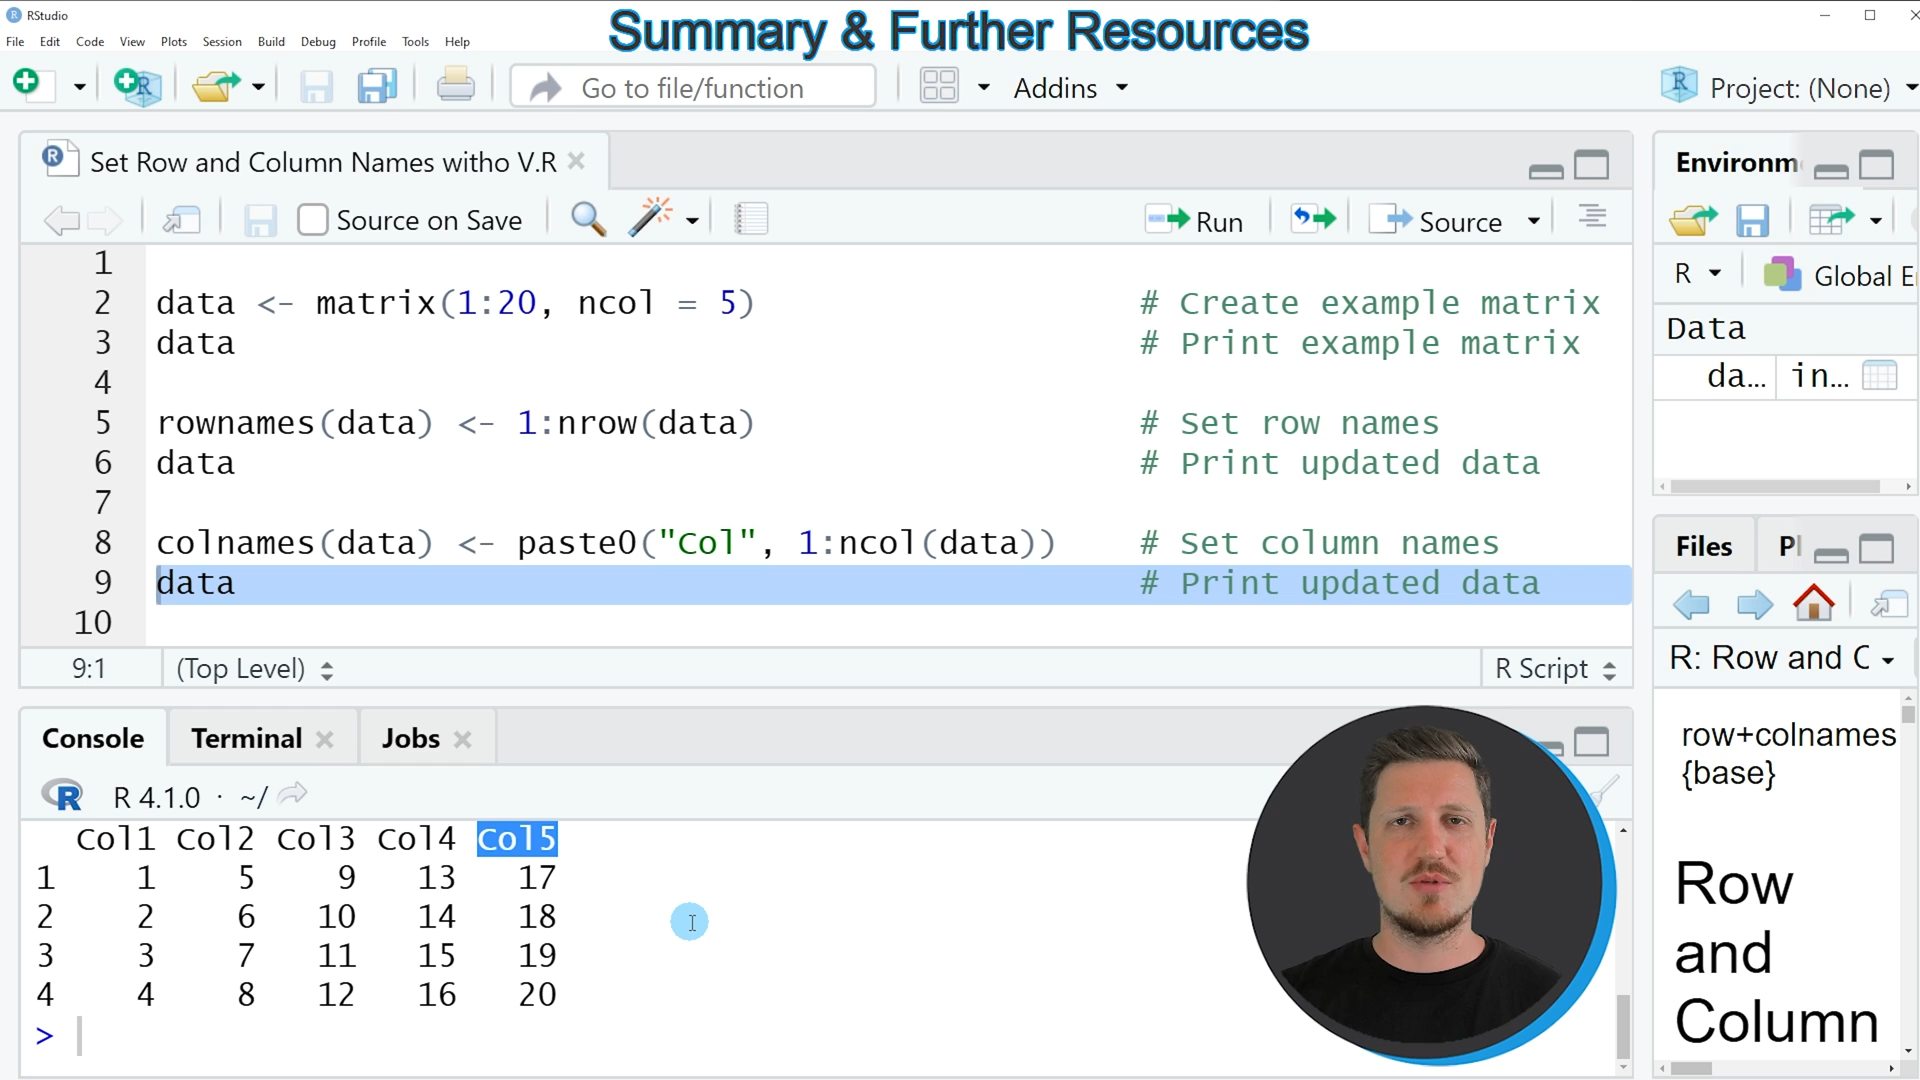 RStudio
Summary & Further Resources
File Edit Code View Plots Session Build Debug Profile Tools Help
Go to file/function Addins Project: (None)
Set Row and Column Names witho V.R
Source on Save Run Source
1
2 data <- matrix(1:20, ncol = 5) # Create example matrix
3 data # Print example matrix
4
5 rownames(data) <- 1:nrow(data) # Set row names
6 data # Print updated data
7
8 colnames(data) <- paste0("Col", 1:ncol(data)) # Set column names
9 data # Print updated data
10
9:1 (Top Level) R Script
Console Terminal Jobs
R 4.1.0 · ~/
Col1 Col2 Col3 Col4 Col5
1 1 5 9 13 17
2 2 6 10 14 18
3 3 7 11 15 19
4 4 8 12 16 20
>
Environm
R Global E
Data
da... in...
Files Pl
R: Row and C
row+colnames
{base}
Row
and
Column